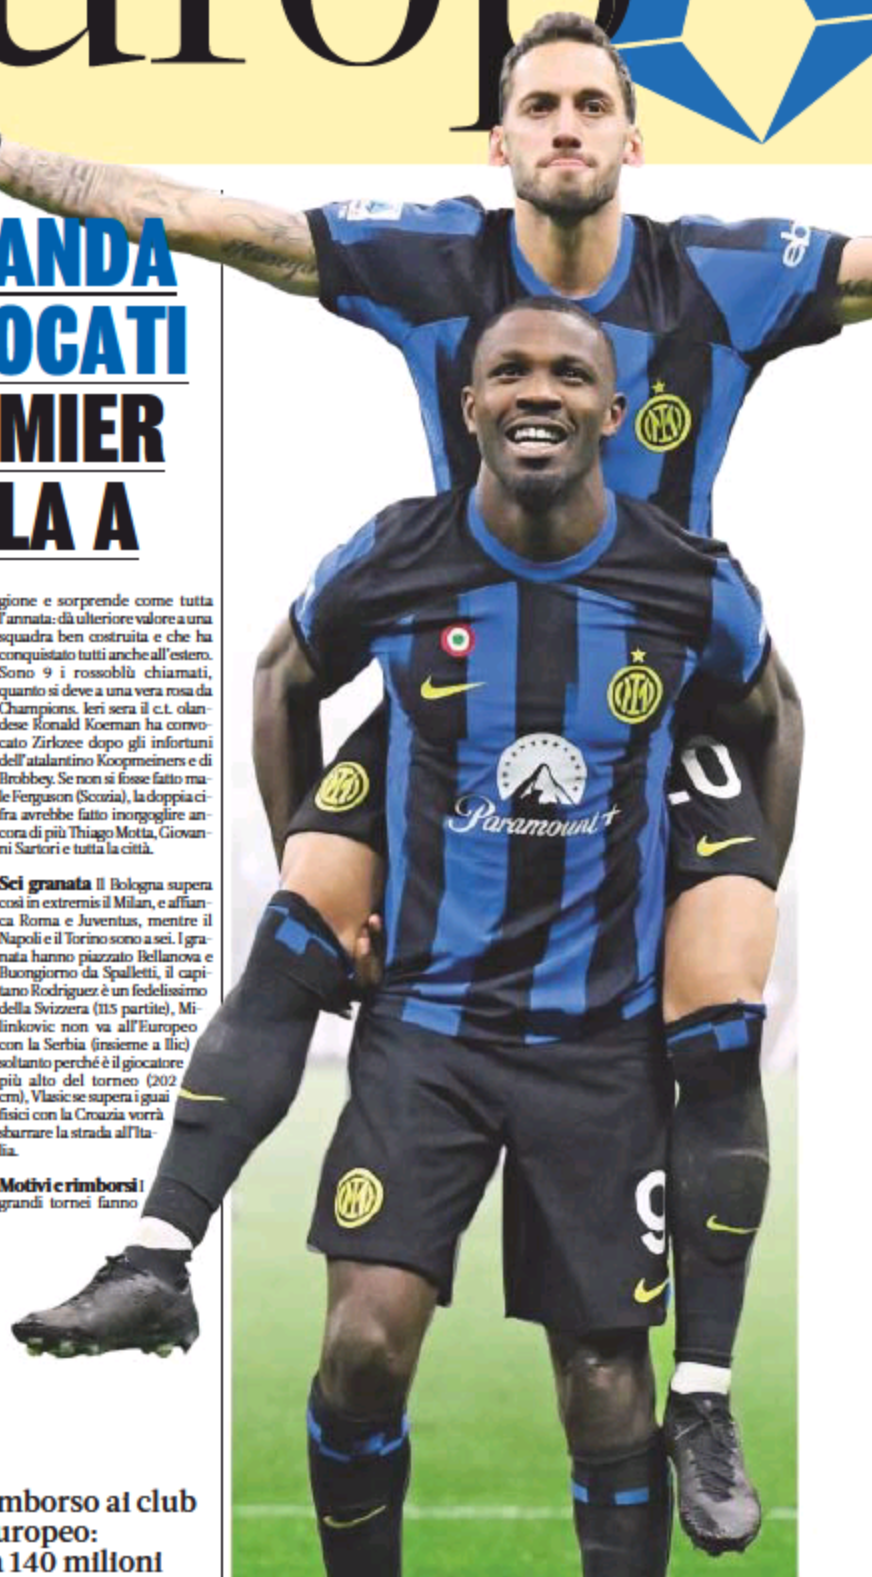 urop
ANDA
OCATI
MIER
LA A
eb
gione e sorprende come tutta
l'annata: dà ulteriore valore a una
squadra ben costruita e che ha
conquistato tutti anche all'estero.
Sono 9 i rossoblù chiamati,
quanto si deve a una vera rosa da
Champions. Ieri sera il c.t. olan-
dese Ronald Koeman ha convo-
cato Zirkzee dopo gli infortuni
dell'atalantino Koopmeiners e di
Brobbey. Se non si fosse fatto ma-
le Ferguson (Scozia), la doppia ci-
fra avrebbe fatto inorgoglire an-
cora di più Thiago Motta, Giovan-
ni Sartori e tutta la città.
Sei granata Il Bologna supera
così in extremis il Milan, e affian-
ca Roma e Juventus, mentre il
Napoli e il Torino sono a sei. I gra-
nata hanno piazzato Bellanova e
Buongiorno da Spalletti, il capi-
tano Rodriguez è un fedelissimo
della Svizzera (115 partite), Mi-
linkovic non va all'Europeo
con la Serbia (insieme a Ilic)
soltanto perché è il giocatore
più alto del torneo (202
cm), Vlasic se supera i guai
fisici con la Croazia vorrà
sbarrare la strada all'Ita-
lia.
Motivi e rimborsi I
grandi tornei fanno
Paramount+
20
9
mborso ai club
uropeo:
a 140 milioni